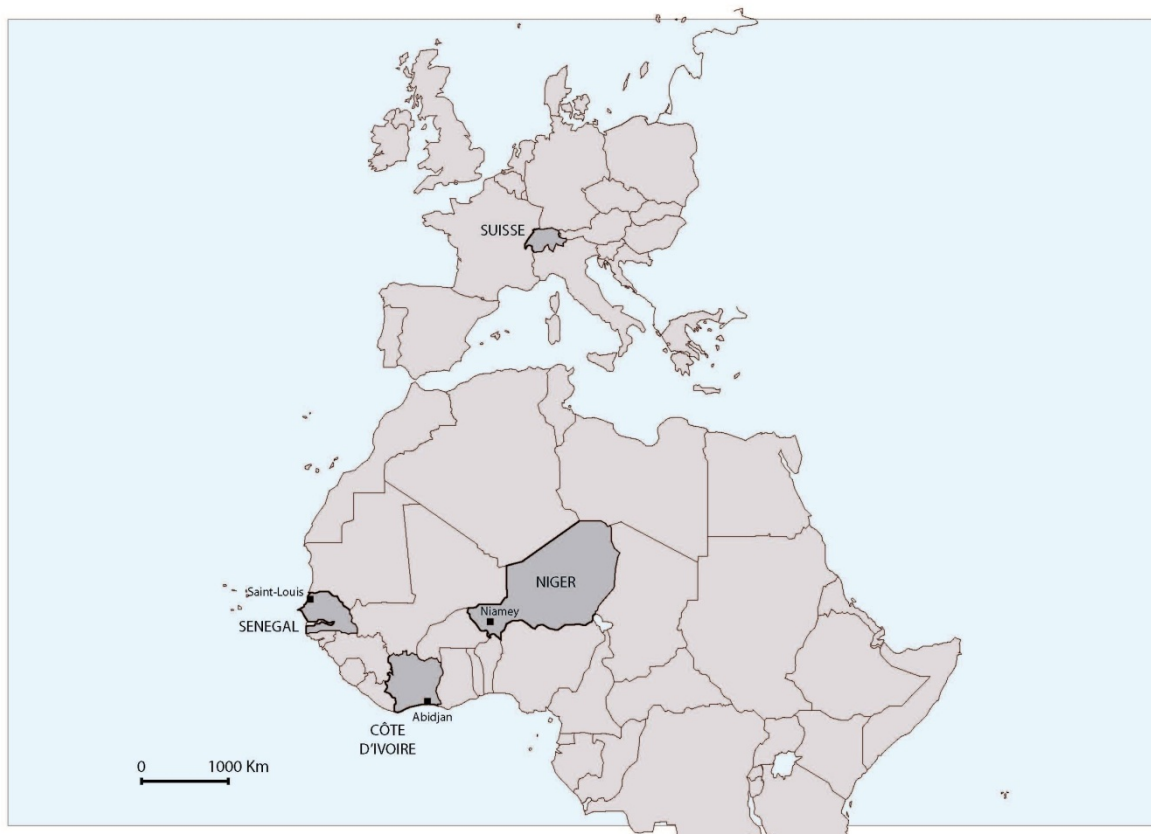 SUISSE
NIGER
Saint-Louis
Niamey
SENEGAL
Abidjan
CÔTE
D'IVOIRE
0 1000 Km